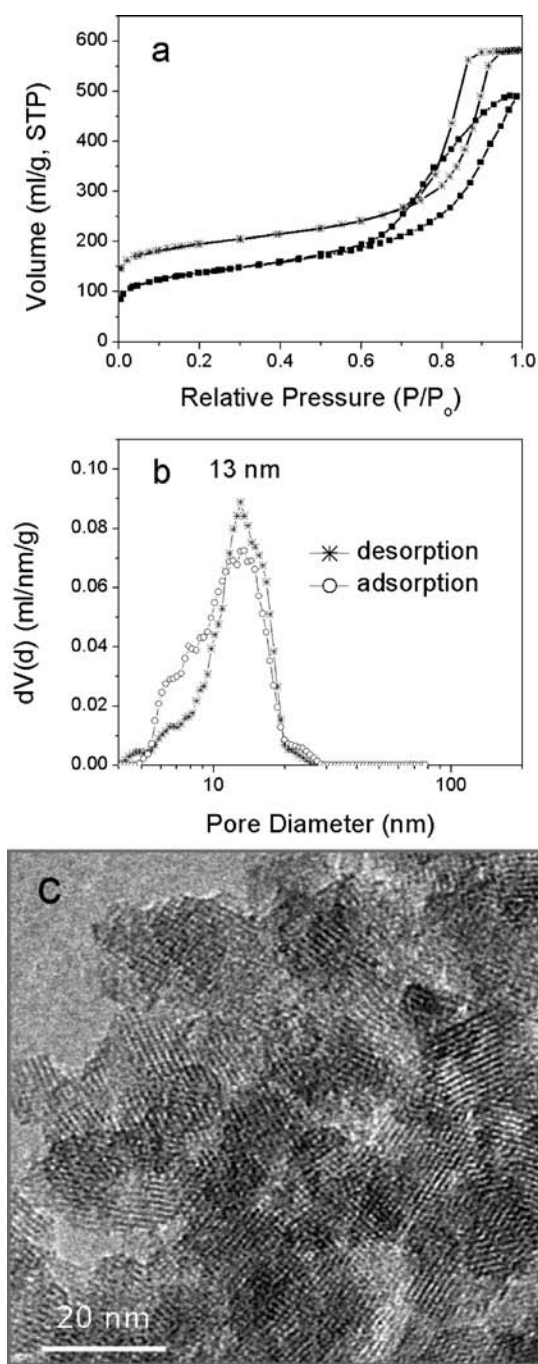 a
600
500
400
300
200
100
0
Volume (ml/g, STP)
0.0 0.2 0.4 0.6 0.8 1.0
Relative Pressure (P/Po)
b
13 nm
0.10
0.08
0.06
0.04
0.02
0.00
dV(d) (ml/nm/g)
desorption
adsorption
10 100
Pore Diameter (nm)
C
20 nm